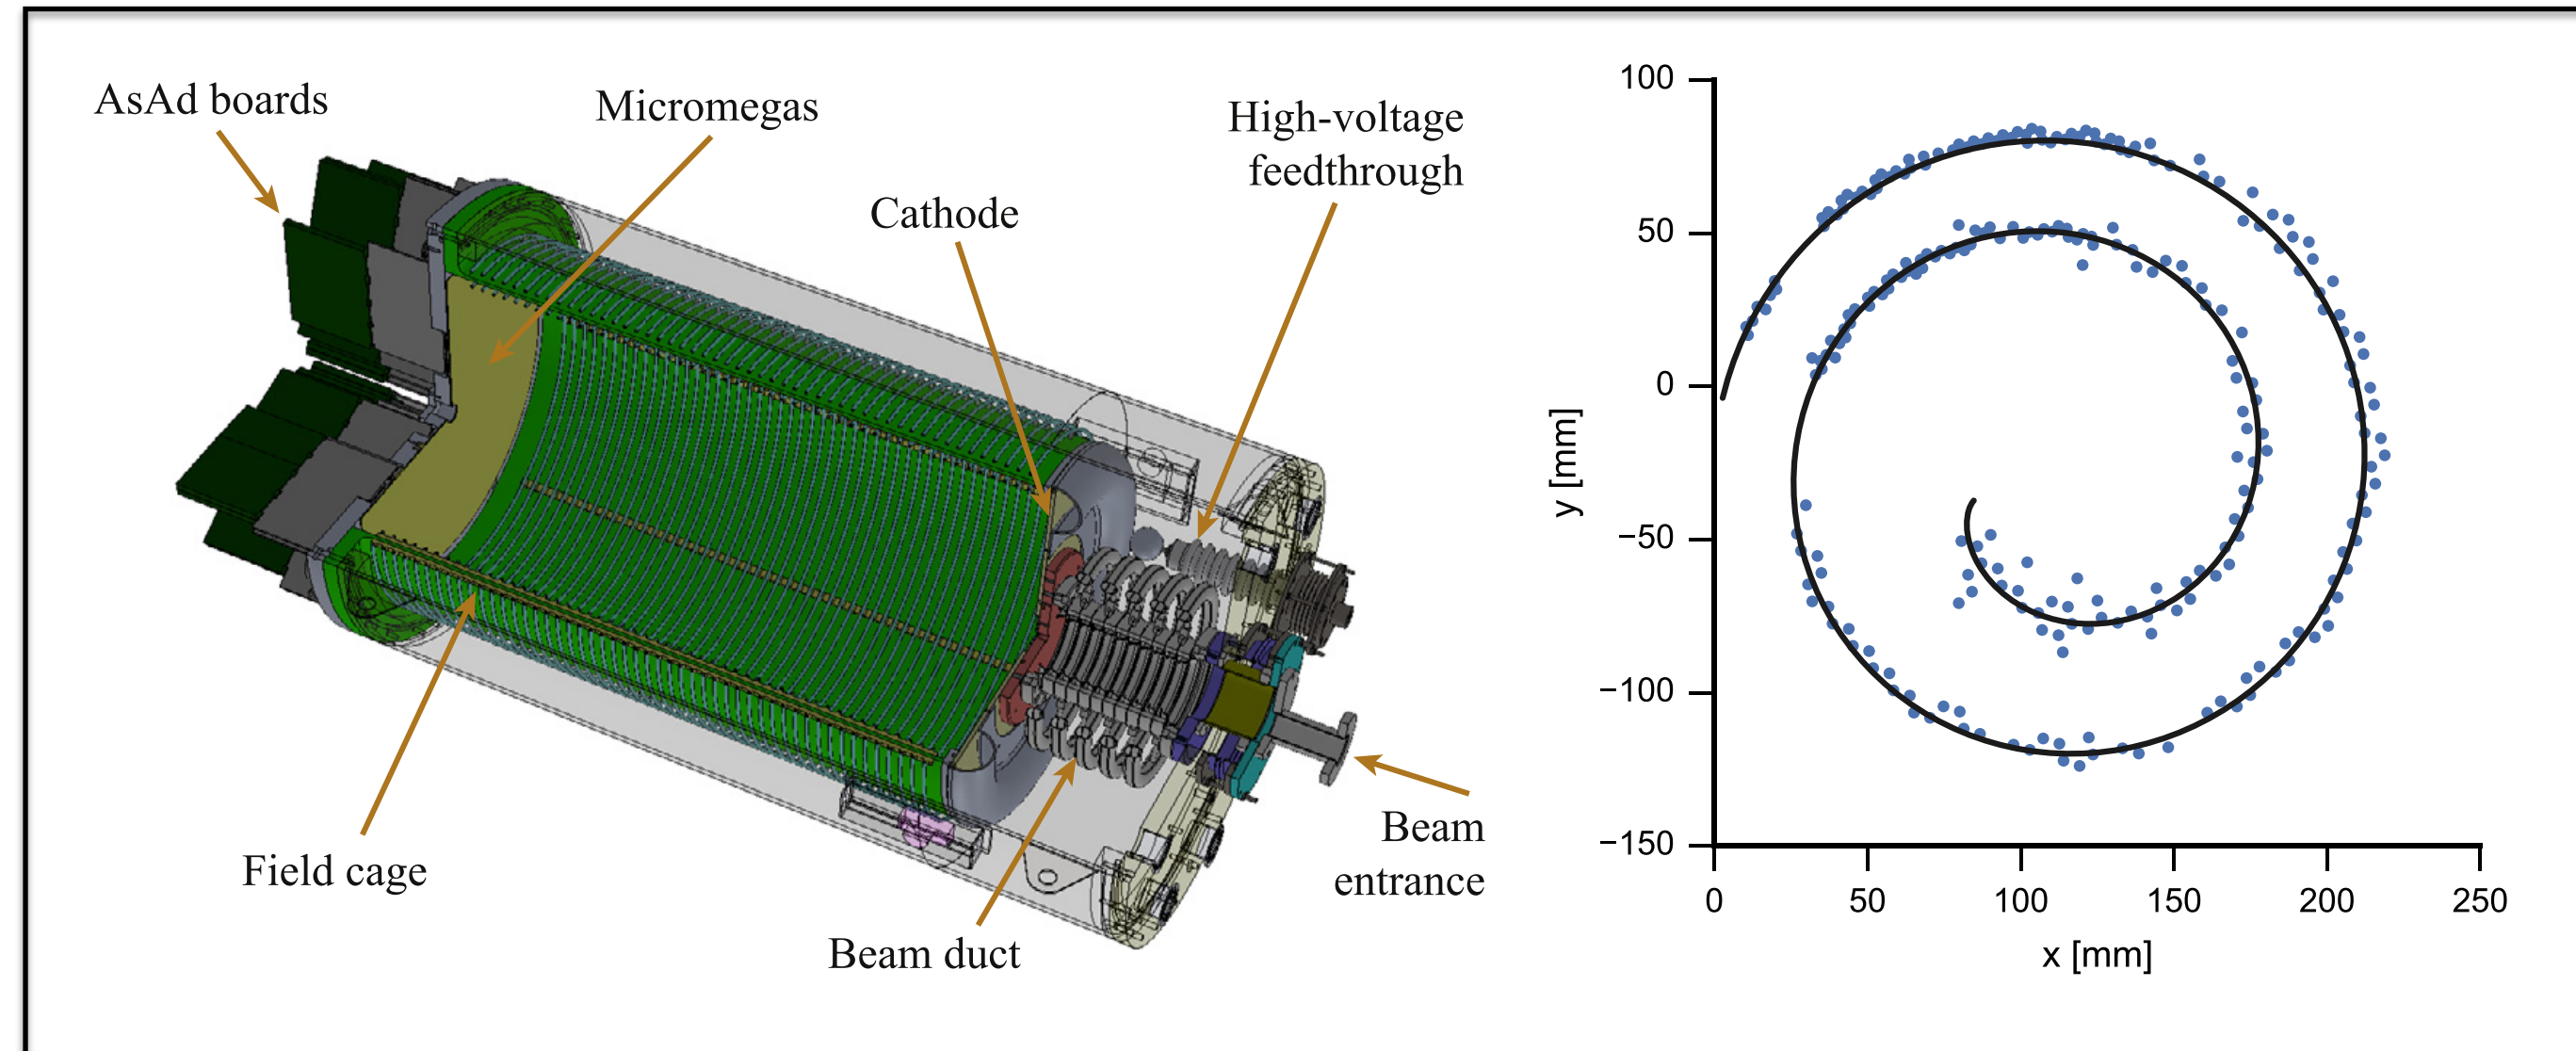 AsAd boards
Micromegas
High-voltage
feedthrough
Cathode
Field cage
Beam duct
Beam
entrance
100
50
0
−50
−100
−150
y [mm]
0
50
100
150
200
250
x [mm]